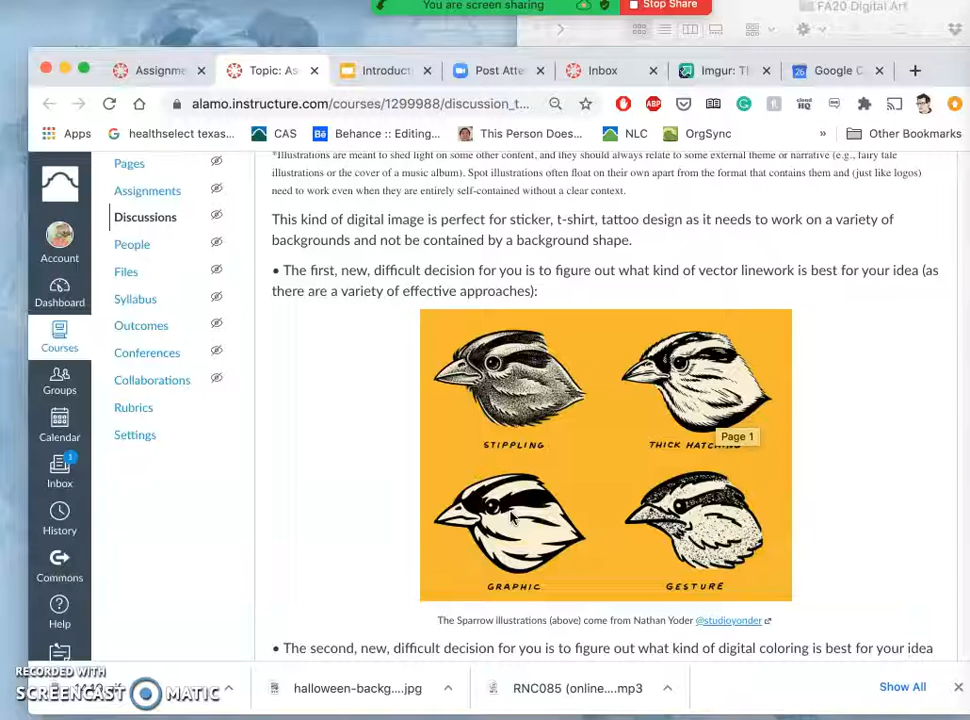 You are screen sharing
Stop Share
FA20 Digital Art
Assignme
Topic: As
Introduct
Post Atte
Inbox
Imgur: Tl
26 Google C
alamo.instructure.com/courses/1299988/discussion_t...
ABP
cloud HQ
Apps
healthselect texas...
CAS
Bē Behance :: Editing...
This Person Does...
NLC
OrgSync
»
Other Bookmarks
Account
Dashboard
Courses
Groups
Calendar
1
Inbox
History
Commons
Help
Pages
Assignments
Discussions
People
Files
Syllabus
Outcomes
Conferences
Collaborations
Rubrics
Settings
*Illustrations are meant to shed light on some other content, and they should always relate to some external theme or narrative (e.g., fairy tale
illustrations or the cover of a music album). Spot illustrations often float on their own apart from the format that contains them and (just like logos)
need to work even when they are entirely self-contained without a clear context.
This kind of digital image is perfect for sticker, t-shirt, tattoo design as it needs to work on a variety of
backgrounds and not be contained by a background shape.
• The first, new, difficult decision for you is to figure out what kind of vector linework is best for your idea (as
there are a variety of effective approaches):
STIPPLING
THICK HATCHING
Page 1
GRAPHIC
GESTURE
The Sparrow illustrations (above) come from Nathan Yoder @studioyonder
• The second, new, difficult decision for you is to figure out what kind of digital coloring is best for your idea
RECORDED WITH
SCREENCAST MATIC
halloween-backg....jpg
RNC085 (online....mp3
Show All